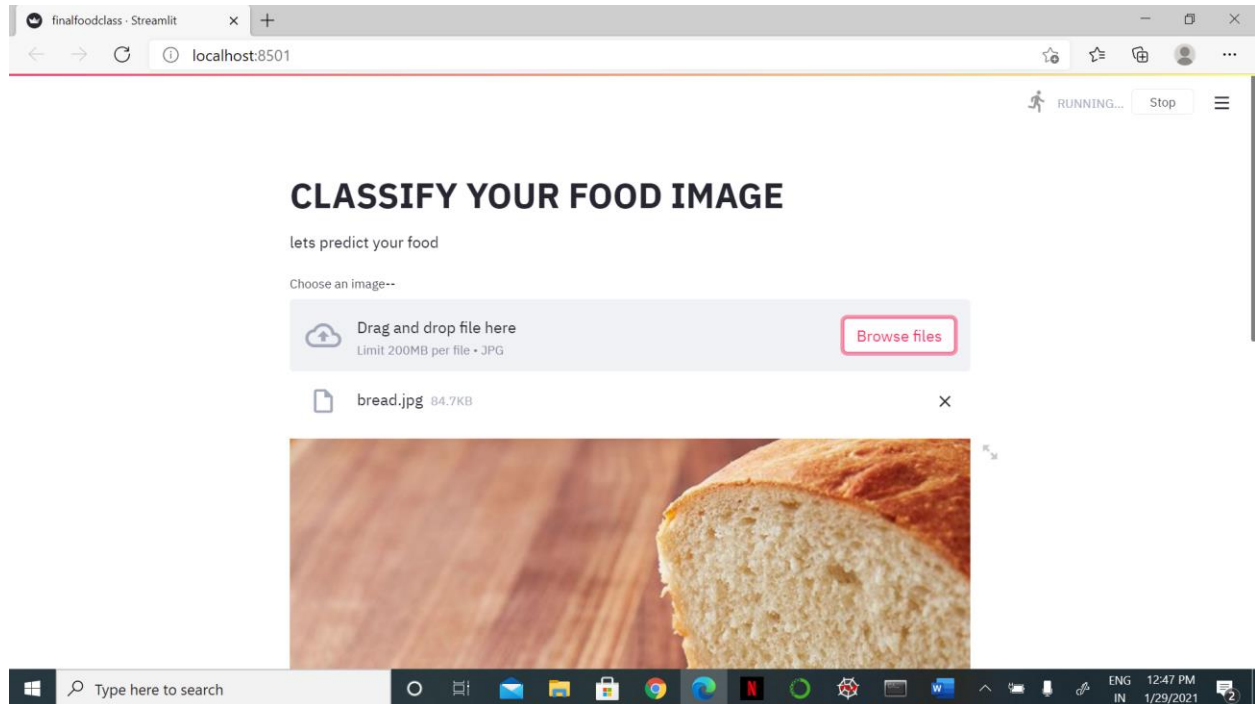 finalfoodclass · Streamlit
localhost:8501
RUNNING... Stop
CLASSIFY YOUR FOOD IMAGE
lets predict your food
Choose an image--
Drag and drop file here
Limit 200MB per file • JPG
Browse files
bread.jpg 84.7KB
Type here to search
N
W
ENG 12:47 PM
IN 1/29/2021
2